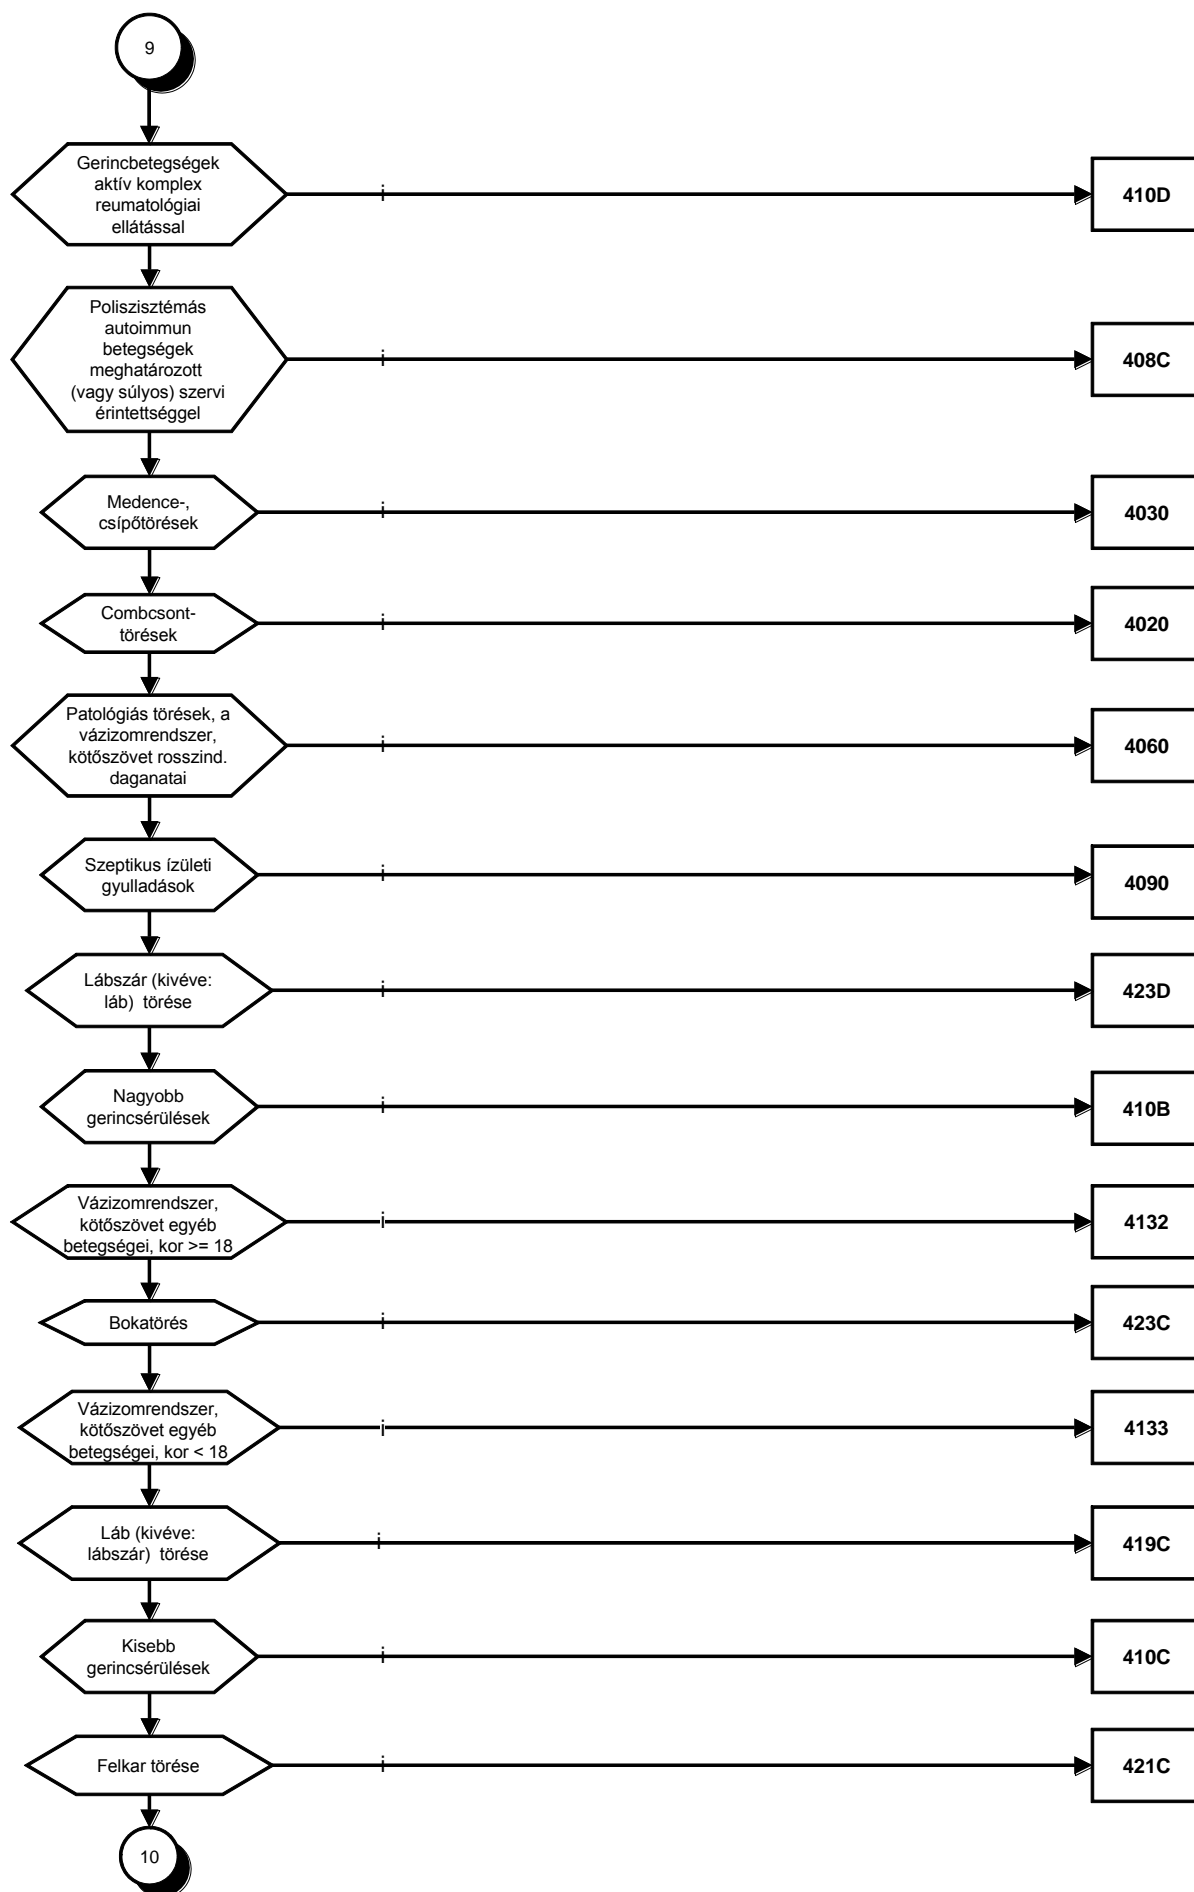 9
Gerincbetegségek
aktív komplex
reumatológiai
ellátással
i
410D
Poliszisztémás
autoimmun
betegségek
meghatározott
(vagy súlyos) szervi
érintettséggel
i
408C
Medence-,
csípőtörések
i
4030
Combcsont-
törések
i
4020
Patológiás törések, a
vázizomrendszer,
kötőszövet rosszind.
daganatai
i
4060
Szeptikus ízületi
gyulladások
i
4090
Lábszár (kivéve:
láb) törése
i
423D
Nagyobb
gerincsérülések
i
410B
Vázizomrendszer,
kötőszövet egyéb
betegségei, kor >= 18
i
4132
Bokatörés
i
423C
Vázizomrendszer,
kötőszövet egyéb
betegségei, kor < 18
i
4133
Láb (kivéve:
lábszár) törése
i
419C
Kisebb
gerincsérülések
i
410C
Felkar törése
i
421C
10